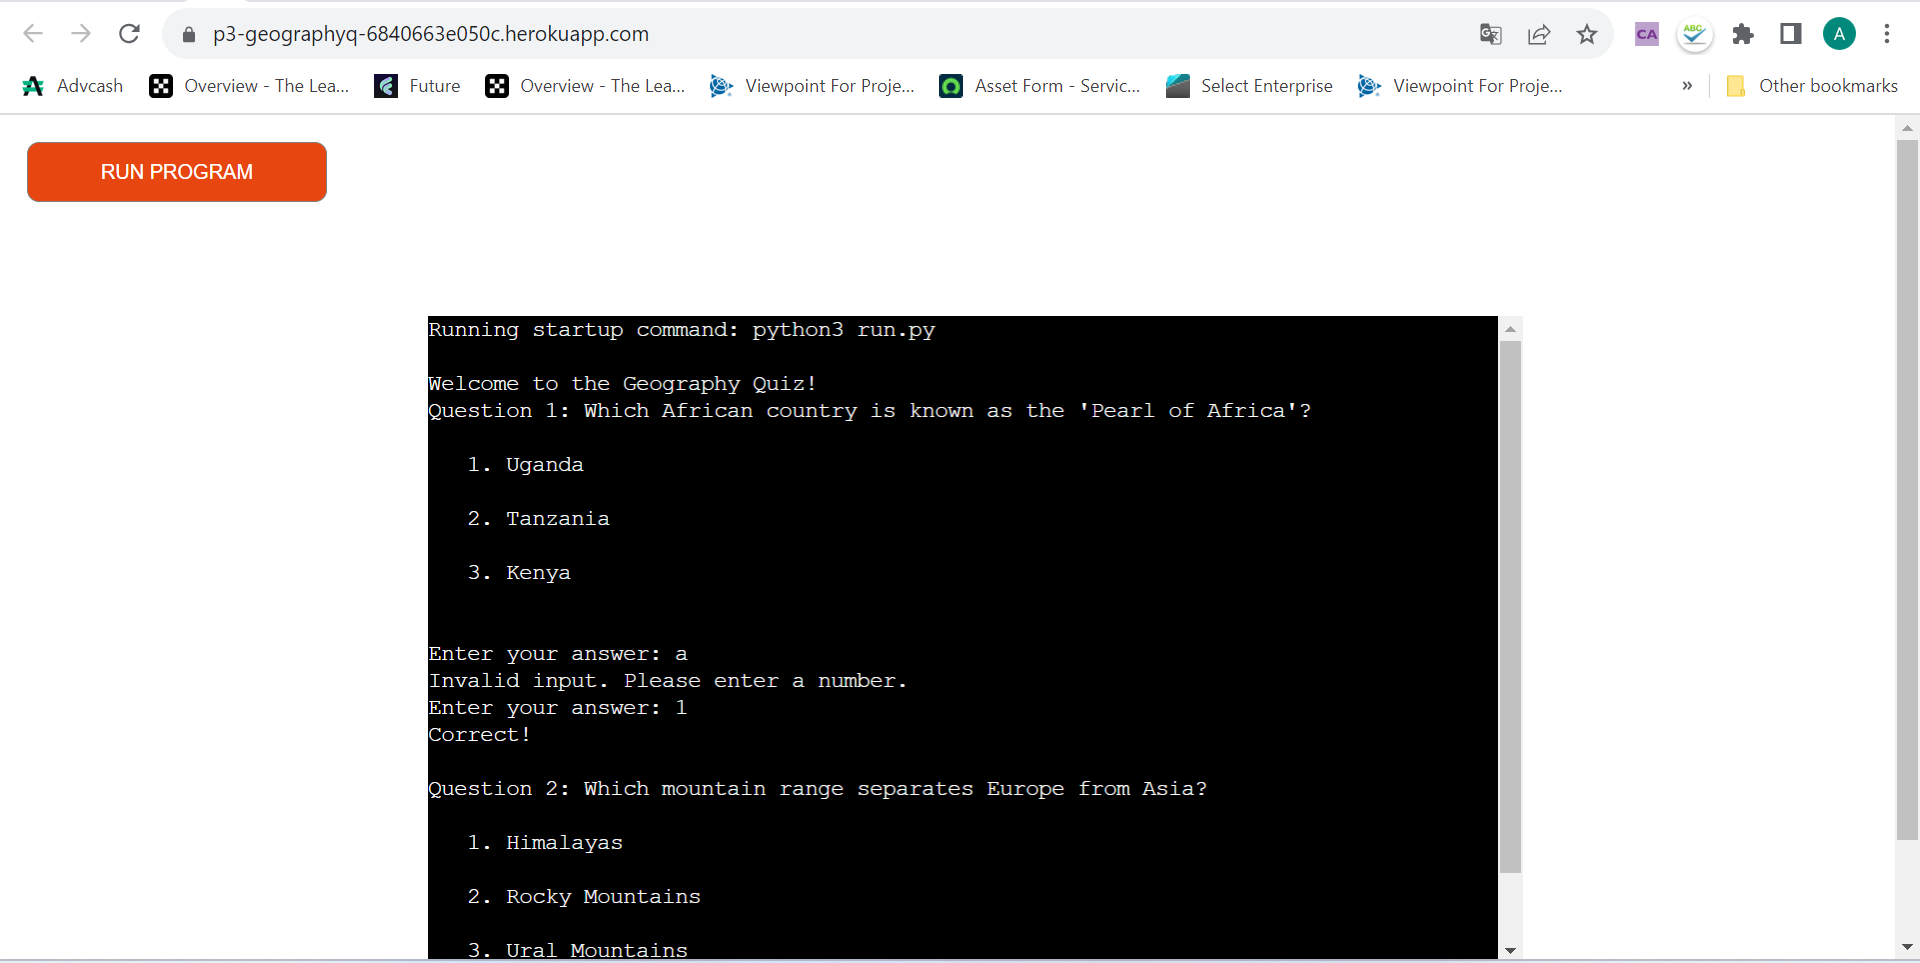 p3-geographyq-6840663e050c.herokuapp.com
CA
ABC
A
Advcash
Overview - The Lea...
Future
Overview - The Lea...
Viewpoint For Proje...
Asset Form - Servic...
Select Enterprise
Viewpoint For Proje...
»
Other bookmarks
RUN PROGRAM
Running startup command: python3 run.py
Welcome to the Geography Quiz!
Question 1: Which African country is known as the 'Pearl of Africa'?
1. Uganda
2. Tanzania
3. Kenya
Enter your answer: a
Invalid input. Please enter a number.
Enter your answer: 1
Correct!
Question 2: Which mountain range separates Europe from Asia?
1. Himalayas
2. Rocky Mountains
3. Ural Mountains